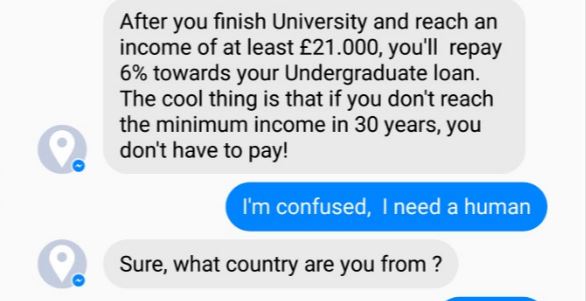 After you finish University and reach an
income of at least £21.000, you'll  repay
6% towards your Undergraduate loan.
The cool thing is that if you don't reach
the minimum income in 30 years, you
don't have to pay!
I'm confused,  I need a human
Sure, what country are you from ?